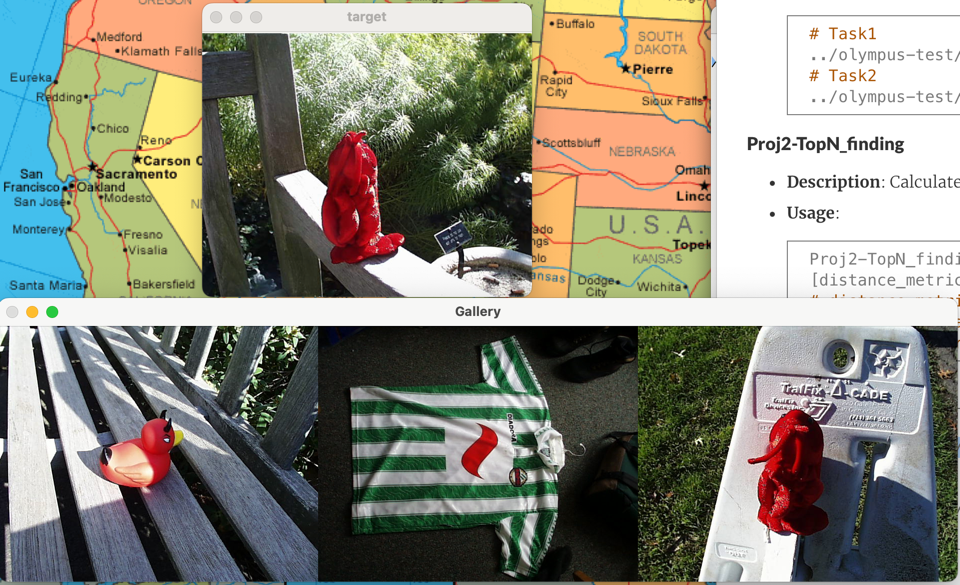 target
OREGON
Medford
Klamath Falls
Eureka
Redding
Chico
Reno
Carson C
Sacramento
San
Francisco
Oakland
San Jose
Modesto
Monterey
Fresno
Visalia
Santa Maria
Bakersfield
Buffalo
SOUTH
DAKOTA
Pierre
Rapid
City
Sioux Falls
Scottsbluff
NEBRASKA
Omah
Linco
U.S.A.
Topek
KANSAS
Dodge
City
Wichita
# Task1
../olympus-test/
# Task2
../olympus-test/
Proj2-TopN_finding
• Description: Calculate
• Usage:
Proj2-TopN_findi
[distance_metric
Gallery
DIADORA
TrafFix
-CADE